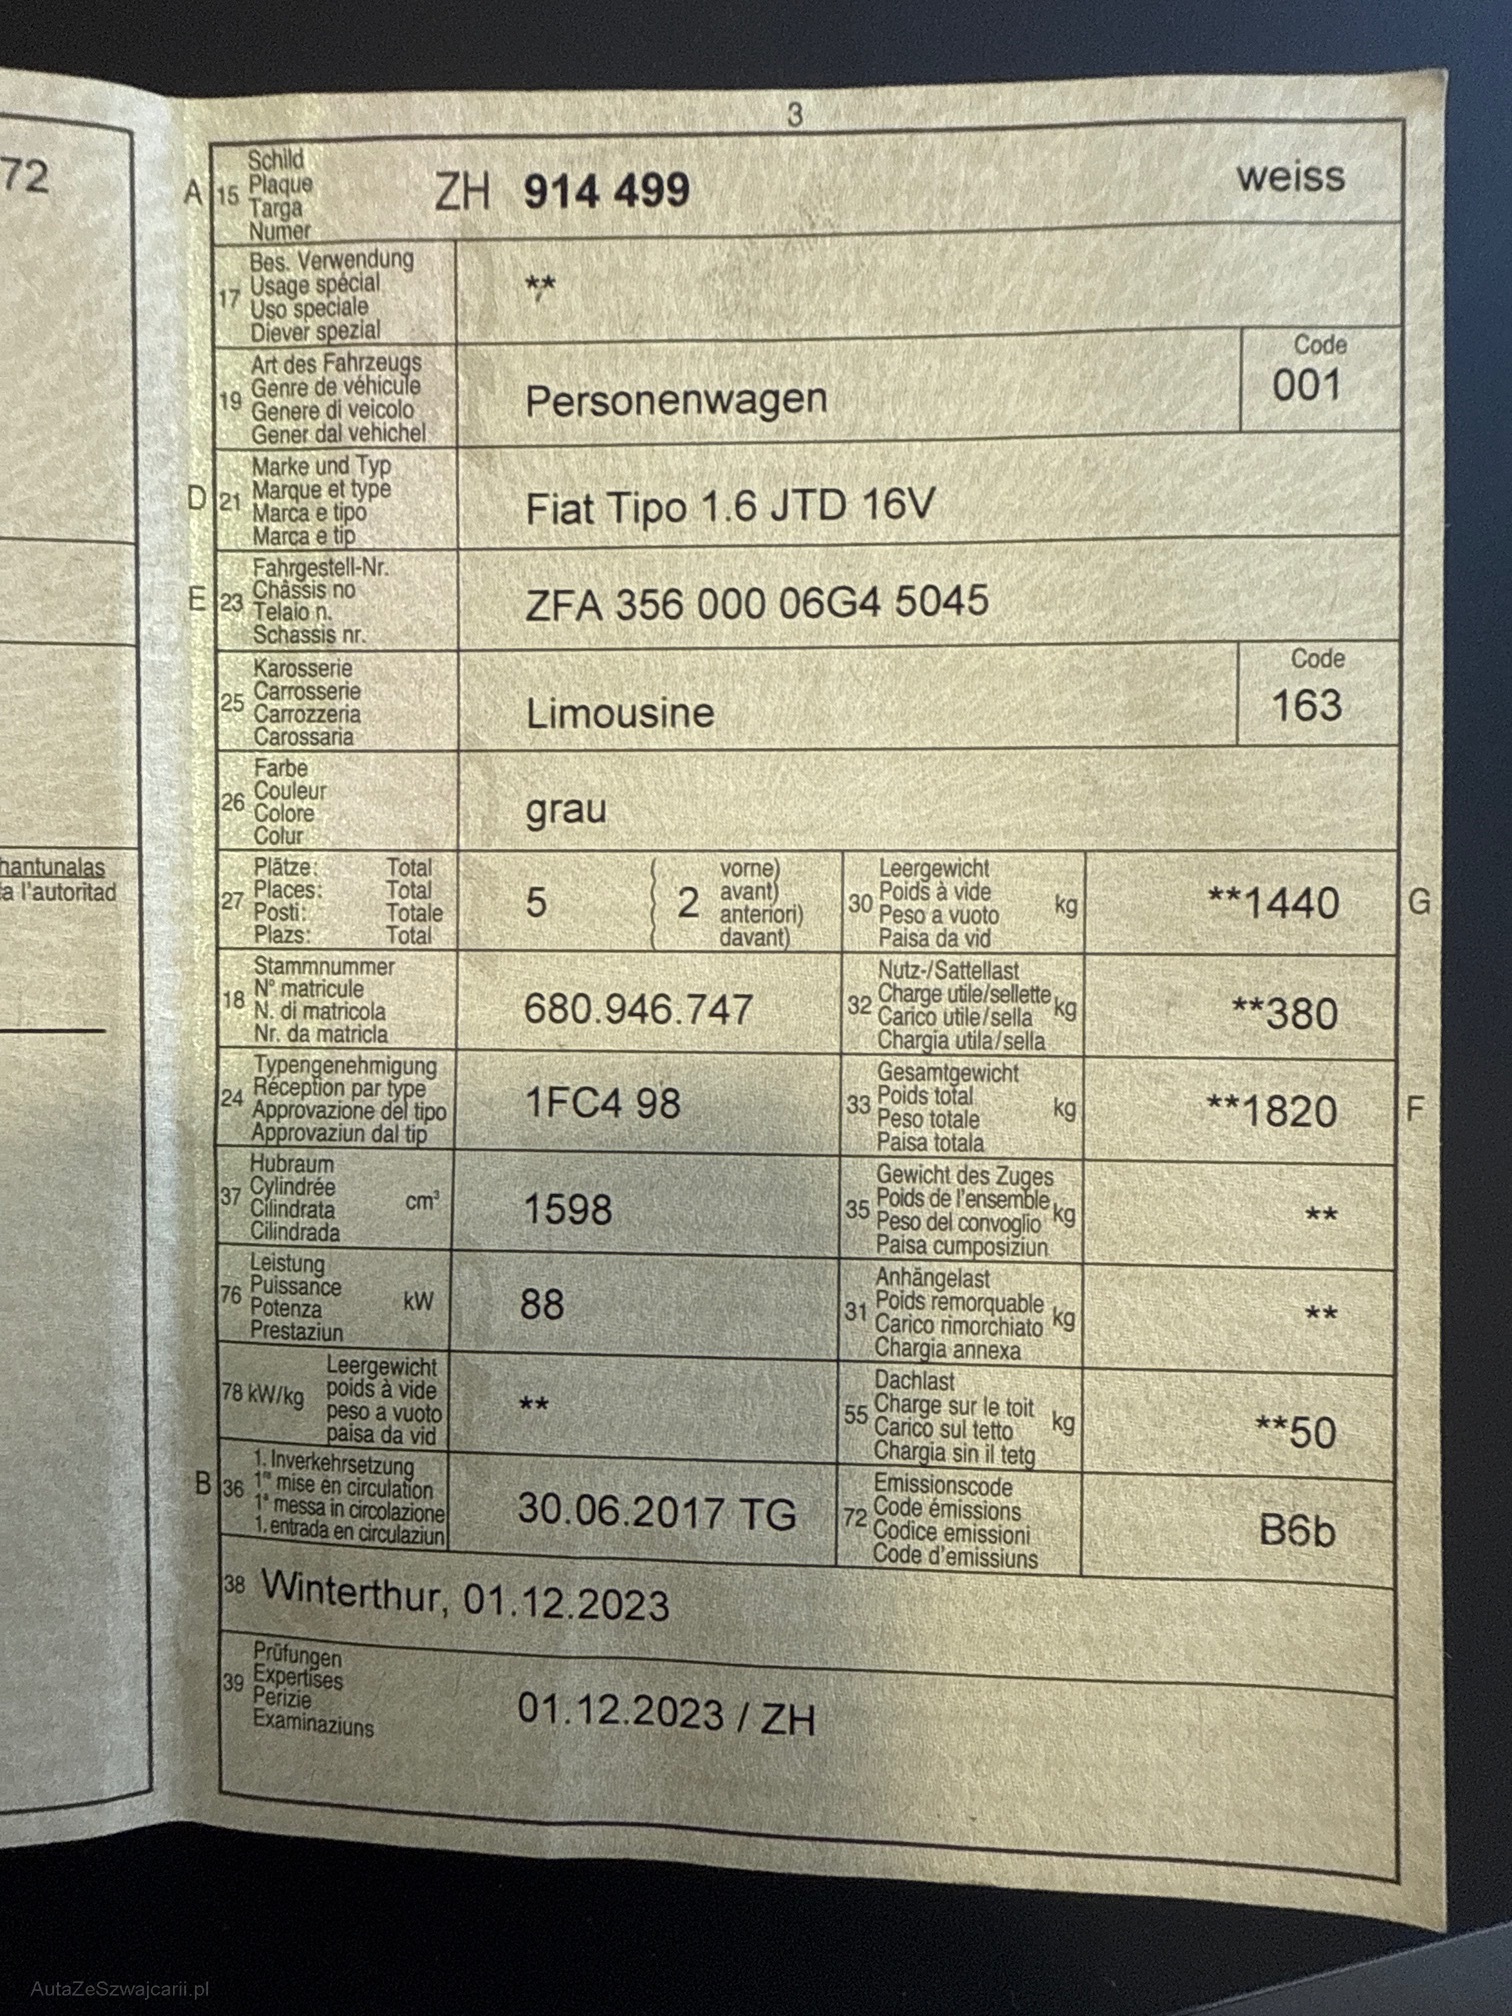 3
72
A 15 Schild
Plaque
Targa
Numer
ZH 914 499 weiss
17 Bes. Verwendung
Usage spécial
Uso speciale
Diever spezial
**
19 Art des Fahrzeugs
Genre de véhicule
Genere di veicolo
Gener dal vehichel
Personenwagen
Code
001
D 21 Marke und Typ
Marque et type
Marca e tipo
Marca e tip
Fiat Tipo 1.6 JTD 16V
E 23 Fahrgestell-Nr.
Châssis no
Telaio n.
Schassis nr.
ZFA 356 000 06G4 5045
25 Karosserie
Carrosserie
Carrozzeria
Carossaria
Limousine
Code
163
26 Farbe
Couleur
Colore
Colur
grau
hantunalas
a l'autoritad
27 Plätze: Total
Places: Total
Posti: Totale
Plazs: Total
5 ( 2 vorne)
avant)
anteriori)
davant)
30 Leergewicht
Poids à vide
Peso a vuoto
Paisa da vid
kg
**1440 G
18 Stammnummer
N° matricule
N. di matricola
Nr. da matricla
680.946.747
32 Nutz-/Sattellast
Charge utile/sellette
Carico utile/sella
Chargia utila/sella
kg
**380
24 Typengenehmigung
Réception par type
Approvazione del tipo
Approvaziun dal tip
1FC4 98
33 Gesamtgewicht
Poids total
Peso totale
Paisa totala
kg
**1820 F
37 Hubraum
Cylindrée
Cilindrata
Cilindrada
cm³
1598
35 Gewicht des Zuges
Poids de l'ensemble
Peso del convoglio
Paisa cumposiziun
kg
**
76 Leistung
Puissance
Potenza
Prestaziun
kW
88
31 Anhängelast
Poids remorquable
Carico rimorchiato
Chargia annexa
kg
**
78 kW/kg Leergewicht
poids à vide
peso a vuoto
paisa da vid
**
55 Dachlast
Charge sur le toit
Carico sul tetto
Chargia sin il tetg
kg
**50
B 36 1. Inverkehrsetzung
1re mise en circulation
1a messa in circolazione
1. entrada en circulaziun
30.06.2017 TG
72 Emissionscode
Code émissions
Codice emissioni
Code d'emissiuns
B6b
38 Winterthur, 01.12.2023
39 Prüfungen
Expertises
Perizie
Examinaziuns
01.12.2023 / ZH
AutaZeSzwajcarii.pl